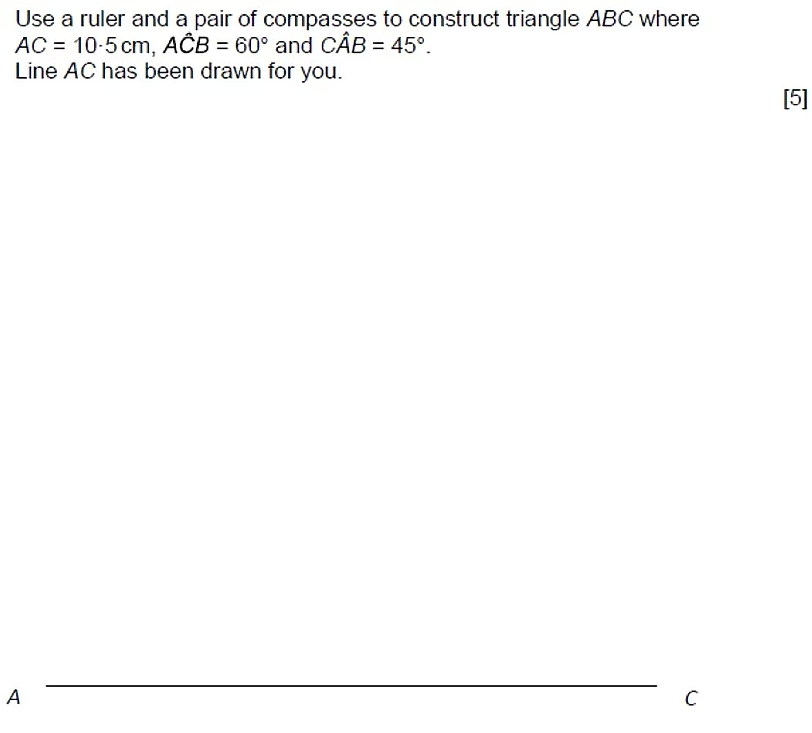 Use a ruler and a pair of compasses to construct triangle ABC where
AC = 10·5 cm, AĈB = 60° and CÂB = 45°.
Line AC has been drawn for you.
[5]
A
C